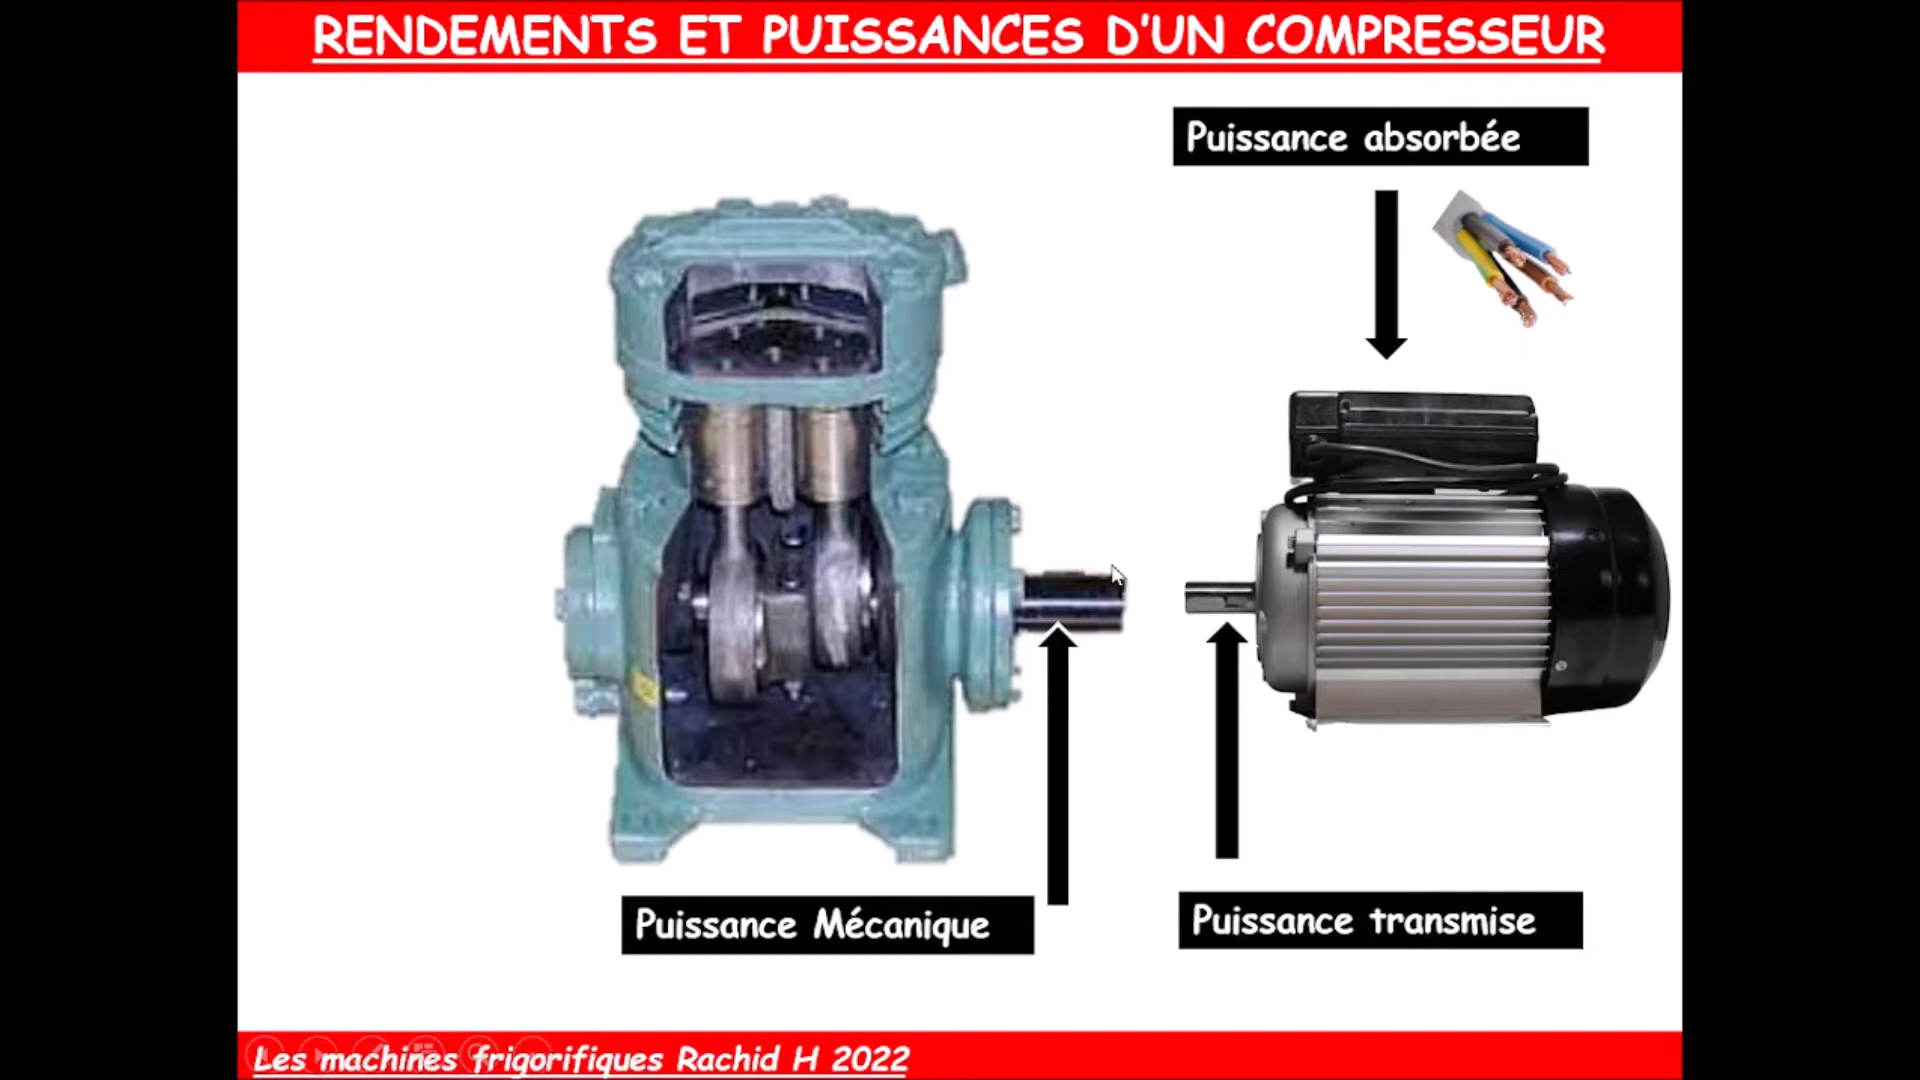 RENDEMENTS ET PUISSANCES D'UN COMPRESSEUR
Puissance absorbée
Puissance Mécanique
Puissance transmise
Les machines frigorifiques Rachid H 2022